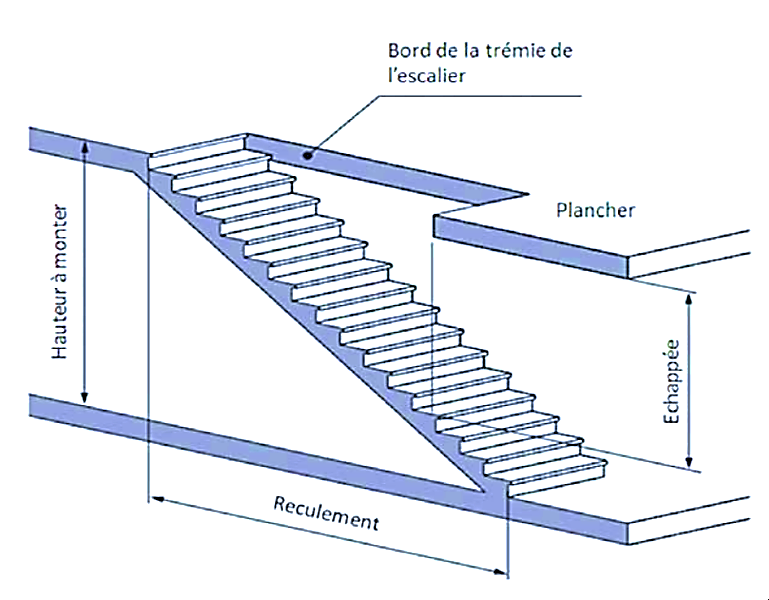 Bord de la trémie de
l'escalier
Plancher
Hauteur à monter
Echappée
Reculement